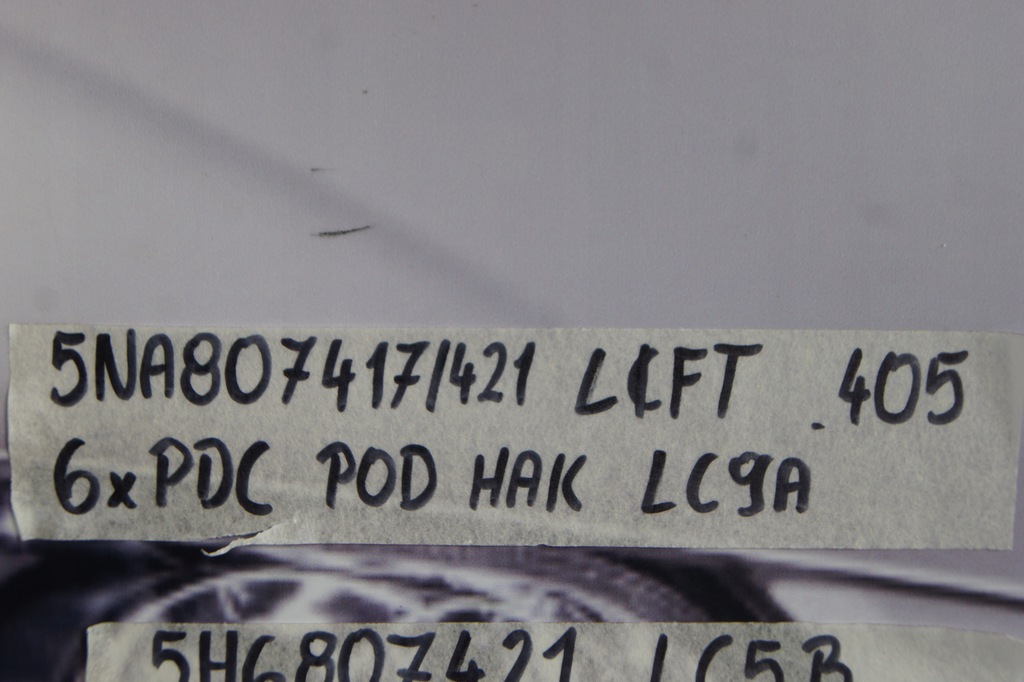 5NA807417/421 LIFT .405
6xPDC POD HAK LC9A
5H6807421 LC5B